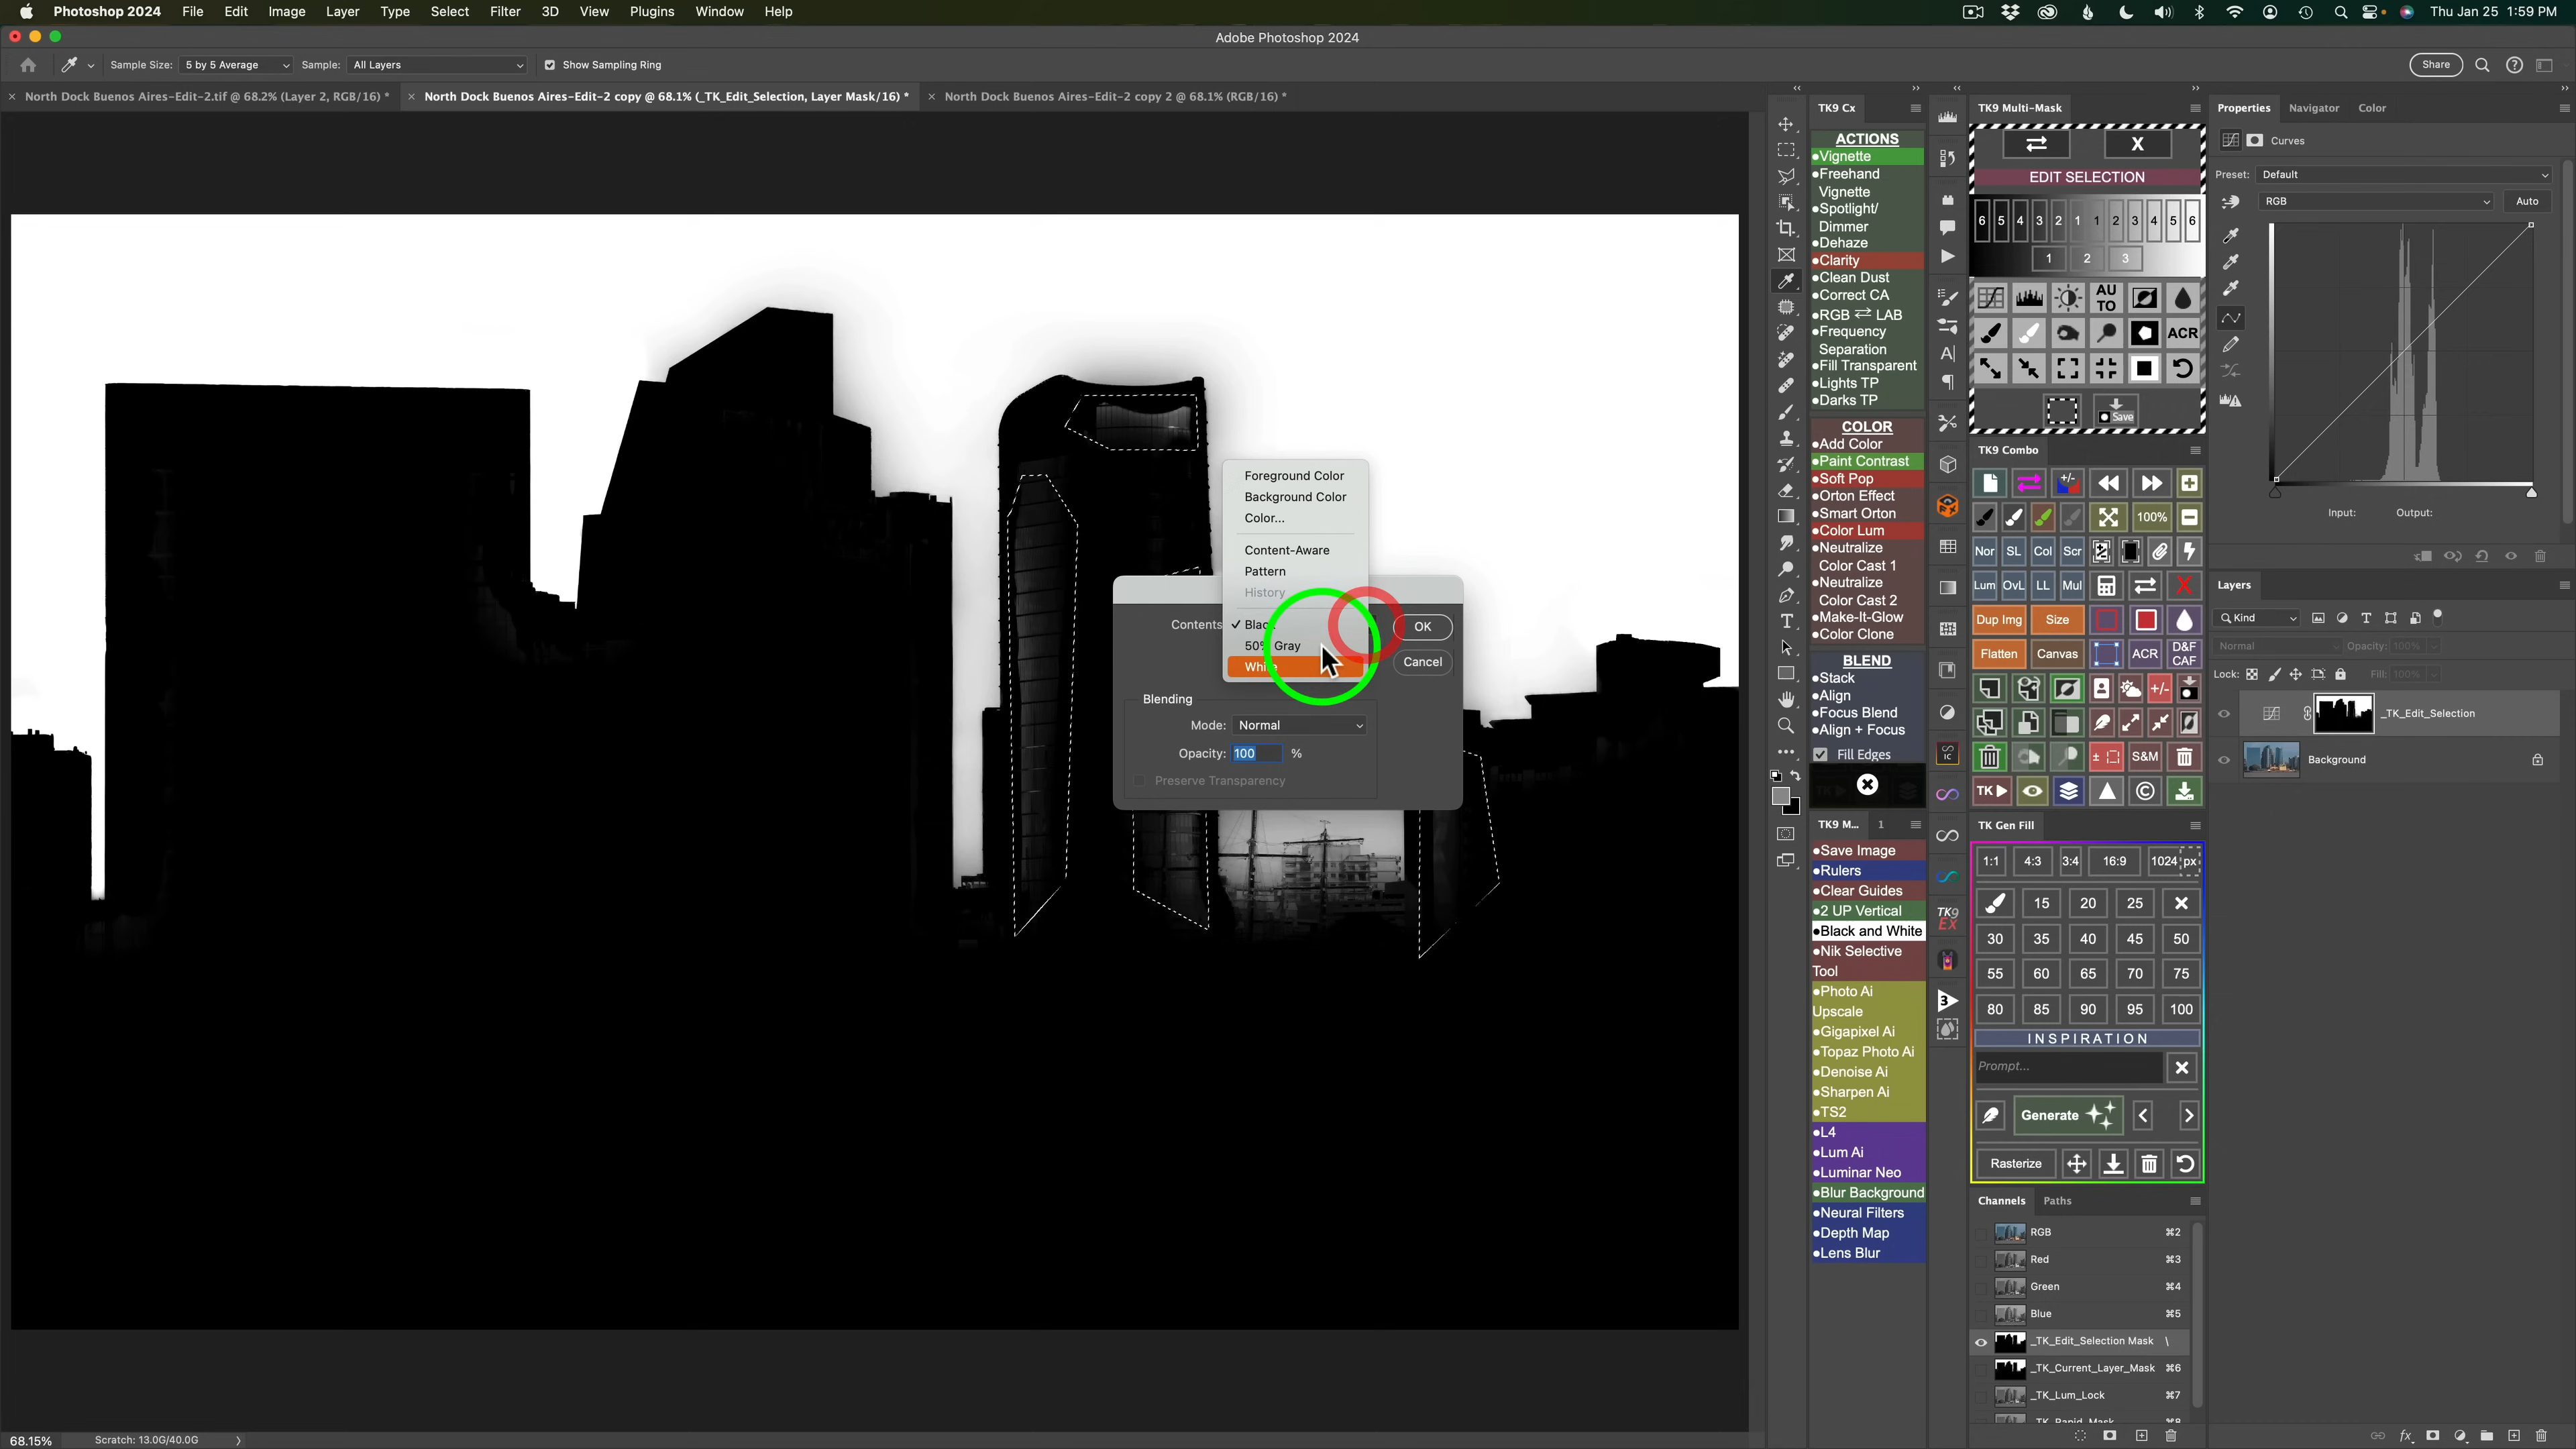 Photoshop 2024 File Edit Image Layer Type Select Filter 3D View Plugins Window Help
Thu Jan 25 1:59 PM
Adobe Photoshop 2024
Sample Size: 5 by 5 Average Sample: All Layers Show Sampling Ring
Share
North Dock Buenos Aires-Edit-2.tif @ 68.2% (Layer 2, RGB/16) *
North Dock Buenos Aires-Edit-2 copy @ 68.1% (_TK_Edit_Selection, Layer Mask/16) *
North Dock Buenos Aires-Edit-2 copy 2 @ 68.1% (RGB/16) *
Foreground Color
Background Color
Color...
Content-Aware
Pattern
History
Contents
✓ Black
50% Gray
White
OK
Cancel
Blending
Mode: Normal
Opacity: 100 %
Preserve Transparency
TK9 Cx
ACTIONS
●Vignette
●Freehand
Vignette
●Spotlight/
Dimmer
●Dehaze
●Clarity
●Clean Dust
●Correct CA
●RGB ⇄ LAB
●Frequency
Separation
●Fill Transparent
●Lights TP
●Darks TP
COLOR
●Add Color
●Paint Contrast
●Soft Pop
●Orton Effect
●Smart Orton
●Color Lum
●Neutralize
Color Cast 1
●Neutralize
Color Cast 2
●Make-It-Glow
●Color Clone
BLEND
●Stack
●Align
●Focus Blend
●Align + Focus
Fill Edges
TK9 M... 1
●Save Image
●Rulers
●Clear Guides
●2 UP Vertical
●Black and White
●Nik Selective
Tool
●Photo Ai
Upscale
●Gigapixel Ai
●Topaz Photo Ai
●Denoise Ai
●Sharpen Ai
●TS2
●L4
●Lum Ai
●Luminar Neo
●Blur Background
●Neural Filters
●Depth Map
●Lens Blur
TK9
Ex
TK9 Multi-Mask
X
EDIT SELECTION
6 5 4 3 2 1 1 2 3 4 5 6
1 2 3
AU
TO
ACR
Save
TK9 Combo
+/-
100%
Nor SL Col Scr
Lum OvL LL Mul
Dup Img Size
Flatten Canvas ACR D&F
CAF
+/-
S&M
TK
TK Gen Fill
1:1 4:3 3:4 16:9 1024 px
15 20 25
30 35 40 45 50
55 60 65 70 75
80 85 90 95 100
INSPIRATION
Prompt...
Generate
Rasterize
Channels Paths
RGB ⌘2
Red ⌘3
Green ⌘4
Blue ⌘5
_TK_Edit_Selection Mask \
_TK_Current_Layer_Mask ⌘6
_TK_Lum_Lock ⌘7
_TK_Rapid_Mask ⌘8
Properties Navigator Color
Curves
Preset: Default
RGB Auto
Input: Output:
Layers
Kind
Normal Opacity: 100%
Lock: Fill: 100%
_TK_Edit_Selection
Background
68.15% Scratch: 13.0G/40.0G